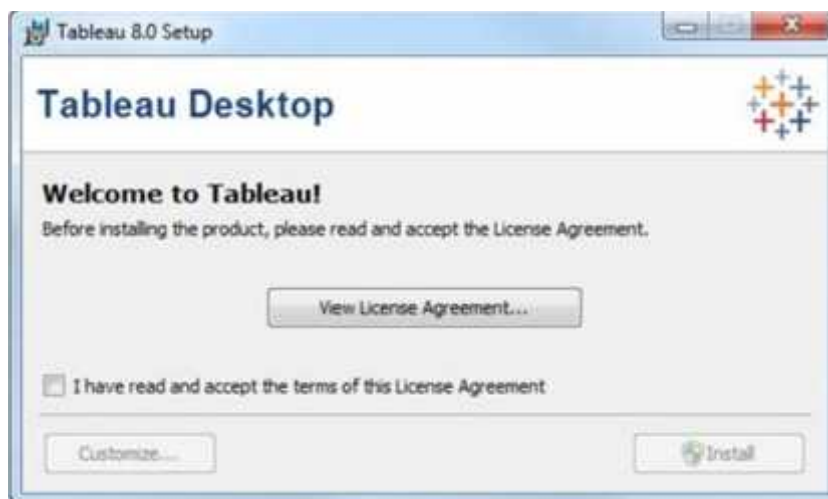 Tableau 8.0 Setup
Tableau Desktop
Welcome to Tableau!
Before installing the product, please read and accept the License Agreement.
View License Agreement...
I have read and accept the terms of this License Agreement
Customize....
Install